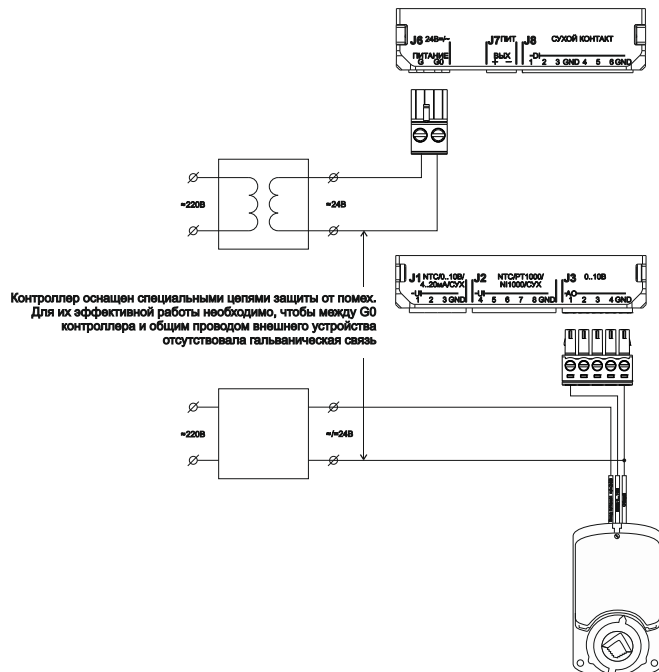 J6 24В=/~ J7 ПИТ J8 СУХОЙ КОНТАКТ
ПИТАНИЕ ВЫХ -DI-
G G0 + - 1 2 3 GND 4 5 6 GND
≈220В ≈24В
J1 NTC/0..10В/ J2 NTC/PT1000/ J3 0..10В
4..20мА/СУХ NI1000/СУХ
-UI- -UI- -AO-
1 2 3 GND 4 5 6 7 8 GND 1 2 3 4 GND
Контроллер оснащен специальными цепями защиты от помех.
Для их эффективной работы необходимо, чтобы между G0
контроллера и общим проводом внешнего устройства
отсутствовала гальваническая связь
≈220В ≈/=24В